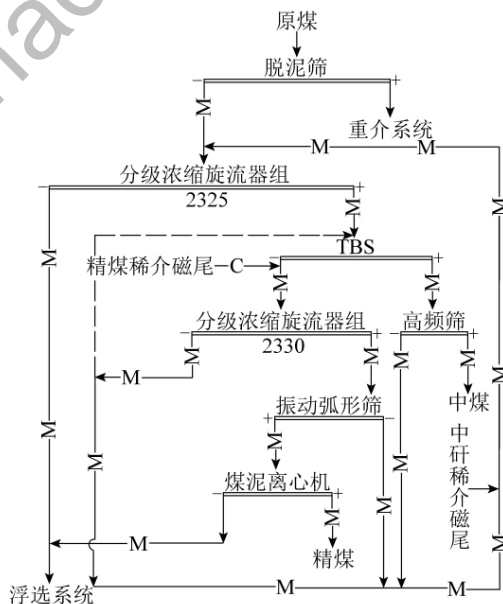 原煤
脱泥筛
− +
M
重介系统
M M
分级浓缩旋流器组
− +
2325
M
M
M
TBS
− +
精煤稀介磁尾 C
M M
M
分级浓缩旋流器组
− +
2330
高频筛
− +
M M
M
M
中煤
振动弧形筛
+ −
M
中矸稀介磁尾
M
M
M
煤泥离心机
− +
M
M
M
精煤
M
M
浮选系统